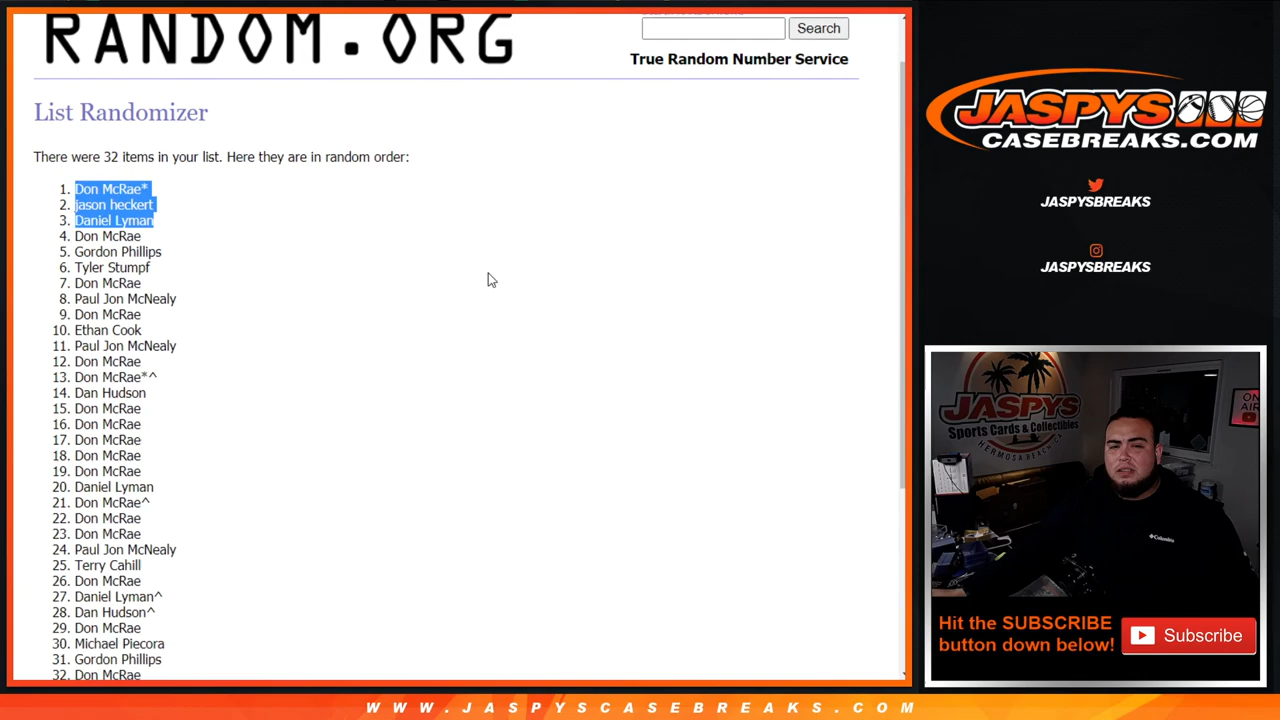 RANDOM.ORG
Search
True Random Number Service
List Randomizer
There were 32 items in your list. Here they are in random order:
1. Don McRae*
2. jason heckert
3. Daniel Lyman
4. Don McRae
5. Gordon Phillips
6. Tyler Stumpf
7. Don McRae
8. Paul Jon McNealy
9. Don McRae
10. Ethan Cook
11. Paul Jon McNealy
12. Don McRae
13. Don McRae*^
14. Dan Hudson
15. Don McRae
16. Don McRae
17. Don McRae
18. Don McRae
19. Don McRae
20. Daniel Lyman
21. Don McRae^
22. Don McRae
23. Don McRae
24. Paul Jon McNealy
25. Terry Cahill
26. Don McRae
27. Daniel Lyman^
28. Dan Hudson^
29. Don McRae
30. Michael Piecora
31. Gordon Phillips
32. Don McRae
JASPYS
CASEBREAKS.COM
JASPYSBREAKS
JASPYSBREAKS
JASPYS
Sports Cards & Collectibles
HERMOSA BEACH, CA
ON AIR
Columbia
Hit the SUBSCRIBE
button down below!
Subscribe
WWW.JASPYSCASEBREAKS.COM